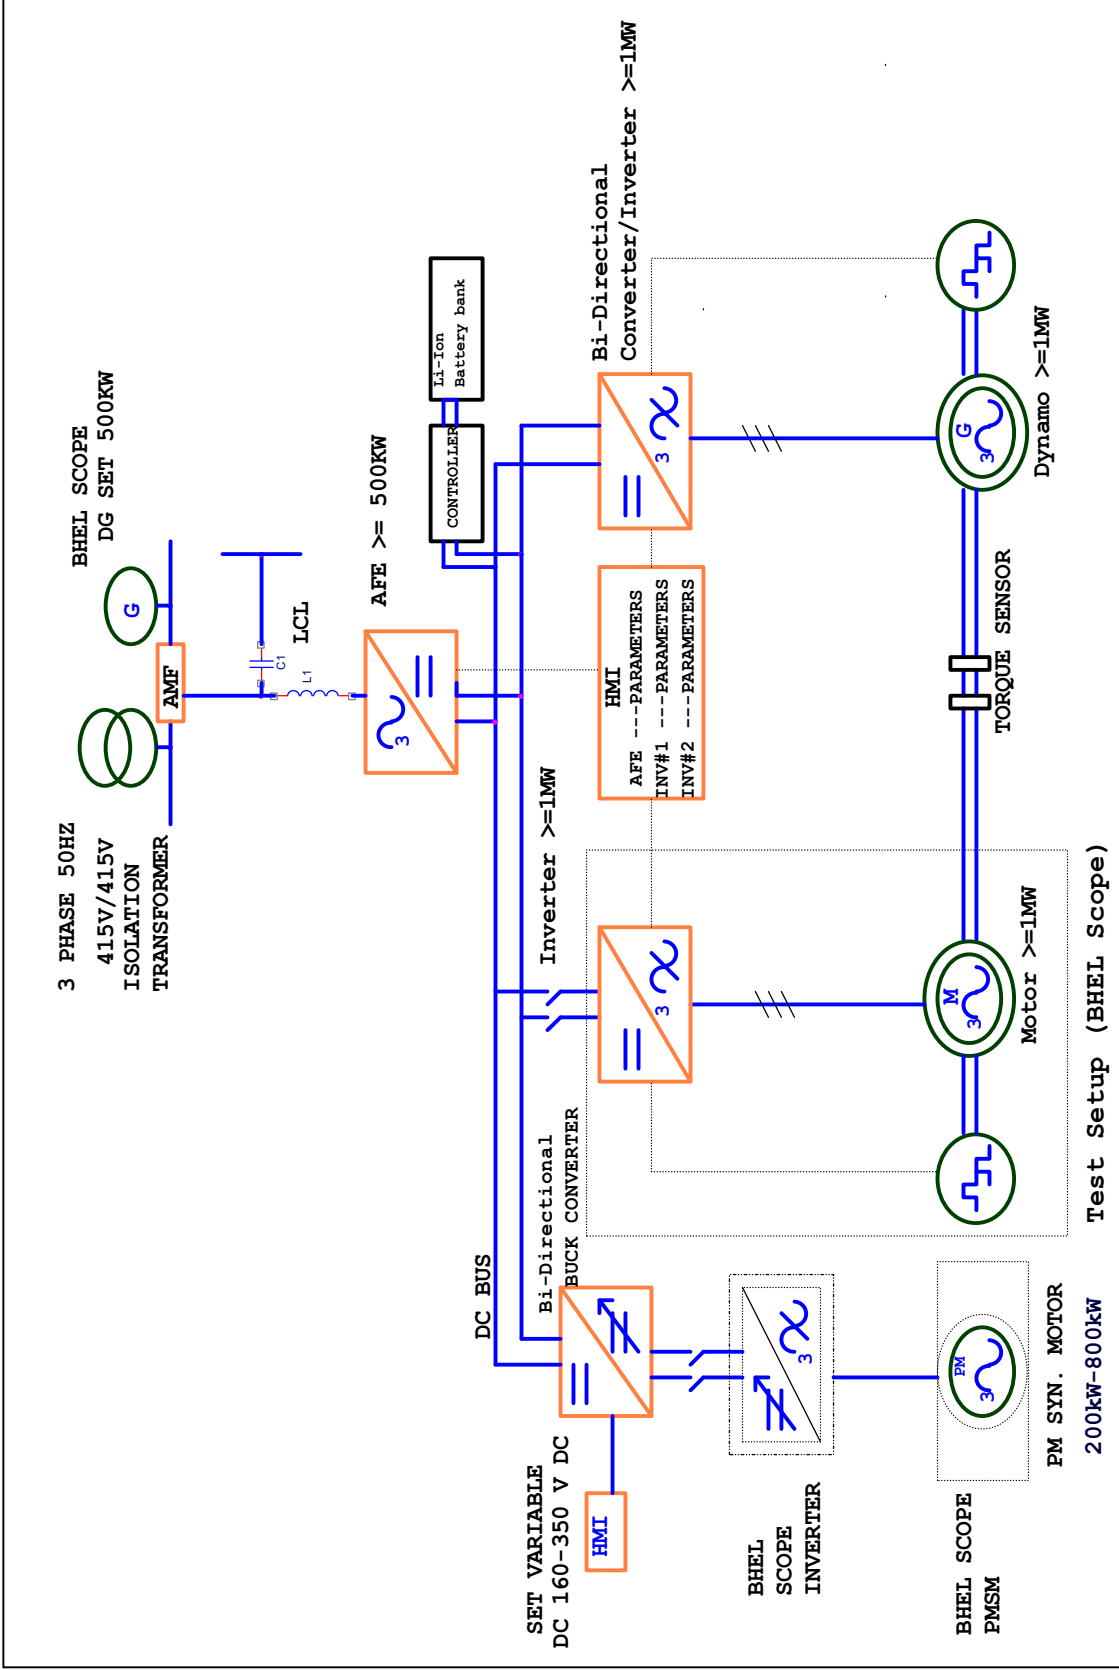 3 PHASE 50HZ
415V/415V
ISOLATION
TRANSFORMER
BHEL SCOPE
DG SET 500KW
G
AMF
C1
L1
LCL
AFE >= 500KW
3
CONTROLLER
Li-Ion
Battery bank
Bi-Directional
Converter/Inverter >=1MW
3
HMI
AFE ---PARAMETERS
INV#1 ---PARAMETERS
INV#2 ---PARAMETERS
Inverter >=1MW
3
DC BUS
Bi-Directional
BUCK CONVERTER
SET VARIABLE
DC 160-350 V DC
HMI
BHEL
SCOPE
INVERTER
3
BHEL SCOPE
PMSM
PM
3
PM SYN. MOTOR
200kW-800kW
M
3
Motor >=1MW
TORQUE SENSOR
G
3
Dynamo >=1MW
Test Setup (BHEL Scope)